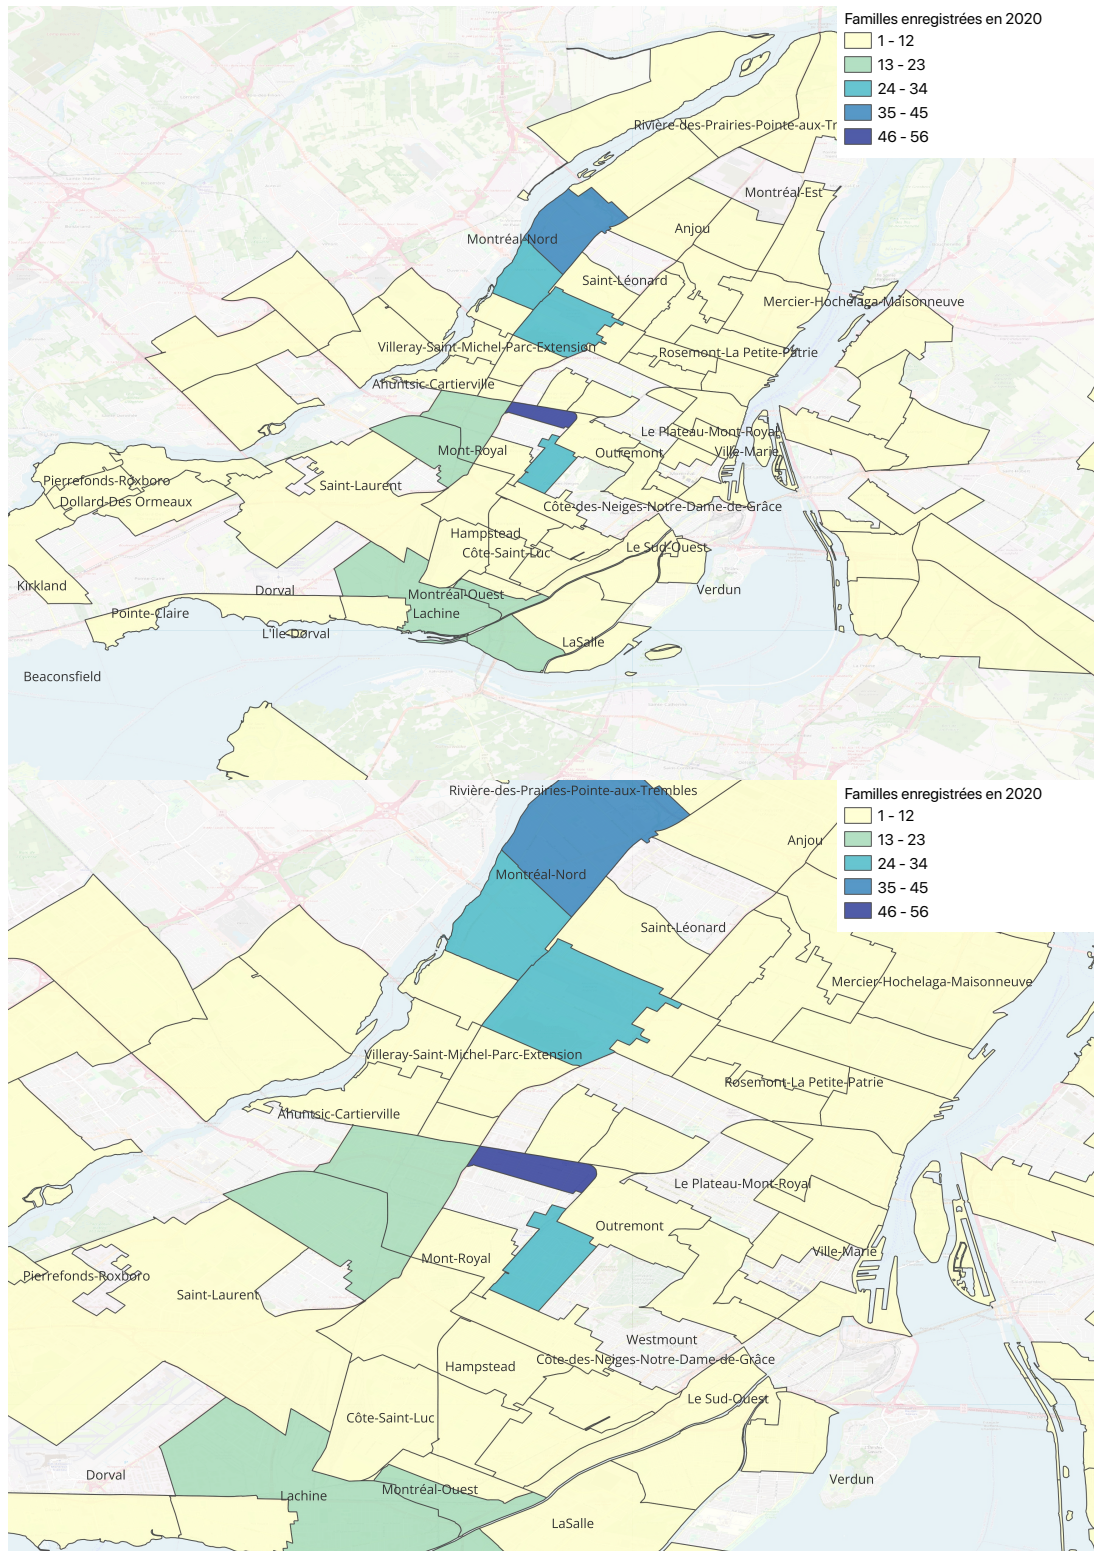 Familles enregistrées en 2020
1 - 12
13 - 23
24 - 34
35 - 45
46 - 56
Rivière-des-Prairies-Pointe-aux-Tr
Montréal-Est
Anjou
Montréal-Nord
Saint-Léonard
Mercier-Hochelaga-Maisonneuve
Villeray-Saint-Michel-Parc-Extension
Rosemont-La Petite-Patrie
Ahuntsic-Cartierville
Le Plateau-Mont-Royal
Mont-Royal
Outremont
Ville-Marie
Pierrefonds-Roxboro
Saint-Laurent
Dollard-Des Ormeaux
Côte-des-Neiges-Notre-Dame-de-Grâce
Hampstead
Le Sud-Ouest
Côte-Saint-Luc
Kirkland
Dorval
Verdun
Montréal-Ouest
Pointe-Claire
Lachine
L'Île-Dorval
LaSalle
Beaconsfield
Familles enregistrées en 2020
1 - 12
13 - 23
24 - 34
35 - 45
46 - 56
Rivière-des-Prairies-Pointe-aux-Trembles
Anjou
Montréal-Nord
Saint-Léonard
Mercier-Hochelaga-Maisonneuve
Villeray-Saint-Michel-Parc-Extension
Rosemont-La Petite-Patrie
Ahuntsic-Cartierville
Le Plateau-Mont-Royal
Outremont
Ville-Marie
Mont-Royal
Pierrefonds-Roxboro
Saint-Laurent
Westmount
Côte-des-Neiges-Notre-Dame-de-Grâce
Hampstead
Le Sud-Ouest
Côte-Saint-Luc
Dorval
Verdun
Montréal-Ouest
Lachine
LaSalle